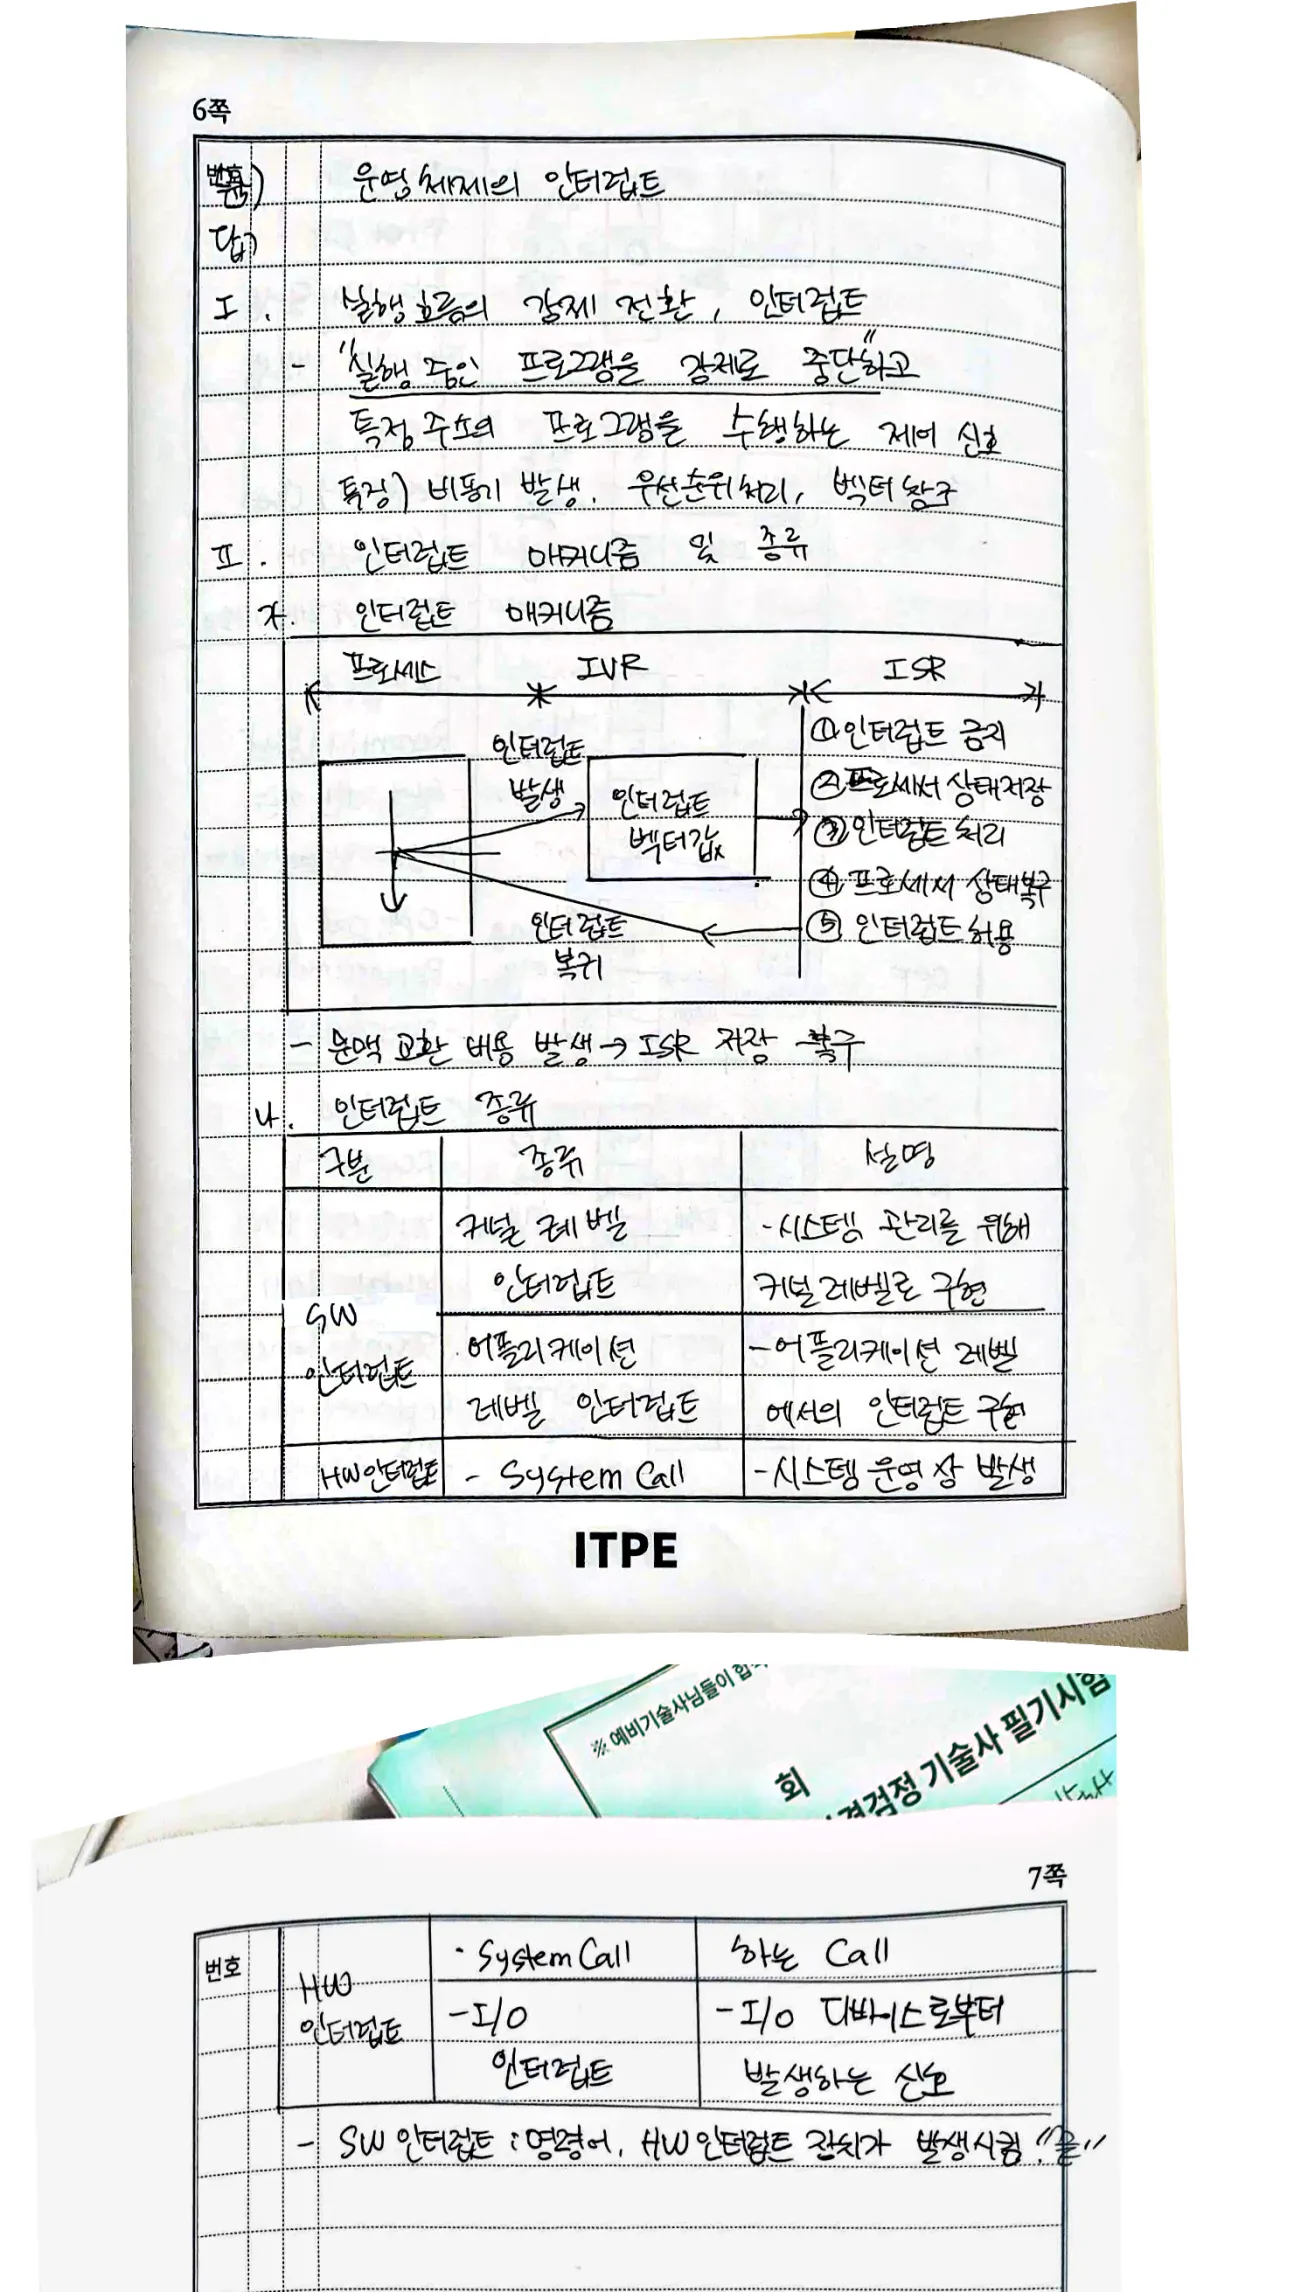 6쪽
번호)
운영체제의 인터럽트
답)
I. 실행흐름의 강제 전환, 인터럽트
- "실행 중인 프로그램을 강제로 중단"하고
특정 주소의 프로그램을 수행하는 제어 신호
특징) 비동기 발생, 우선순위처리, 벡터참조
II. 인터럽트 매커니즘 및 종류
가. 인터럽트 매커니즘
프로세스 IVR ISR
인터럽트
발생
인터럽트
벡터값
인터럽트
복귀
① 인터럽트 금지
② 프로세서 상태저장
③ 인터럽트 처리
④ 프로세서 상태복구
⑤ 인터럽트 허용
- 문맥 교환 비용 발생 → ISR 저장
나. 인터럽트 종류
구분 종류 설명
커널 레벨 - 시스템 관리를 위해
인터럽트 커널레벨로 구현
SW
인터럽트
어플리케이션 - 어플리케이션 레벨
레벨 인터럽트 에서의 인터럽트 구현
HW인터럽트 - System Call - 시스템 운영 상 발생
ITPE
※ 예비기술사님들이 합
회
검정 기술사 필기시험
7쪽
번호
HW
인터럽트
· System Call 하는 Call
- I/O - I/O 디바이스로부터
인터럽트 발생하는 신호
- SW 인터럽트 : 명령어, HW 인터럽트 장치가 발생시킴. "끝"